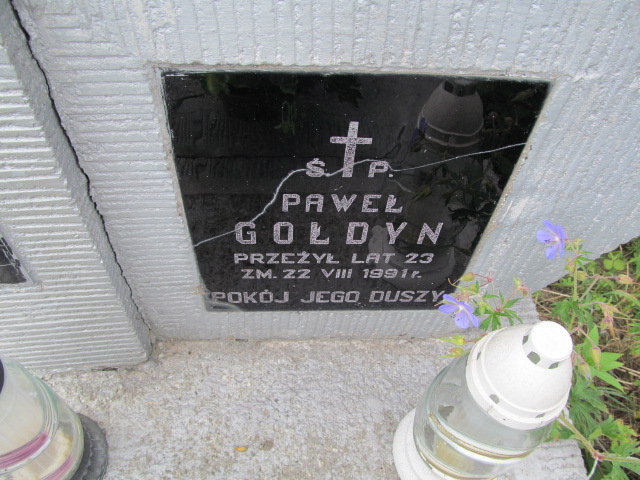 Ś. P.
PAWEŁ
GOŁDYN
PRZEŻYŁ LAT 23
ZM. 22 VIII 1991 r.
POKÓJ JEGO DUSZY